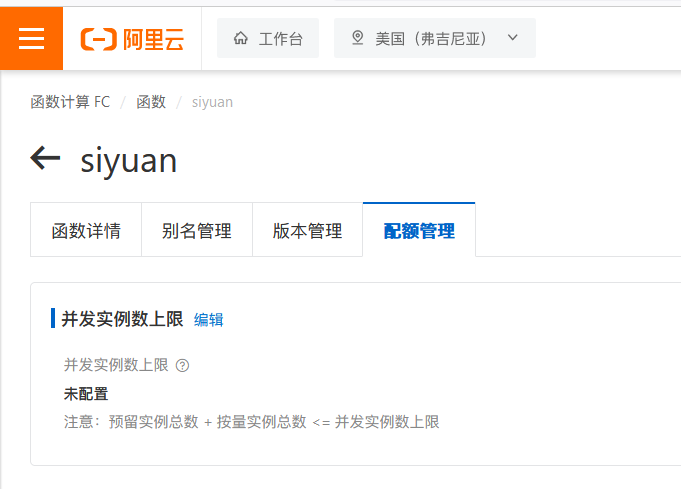 阿里云 工作台 美国（弗吉尼亚）
函数计算 FC / 函数 / siyuan
siyuan
函数详情 别名管理 版本管理 配额管理
并发实例数上限 编辑
并发实例数上限
未配置
注意：预留实例总数 + 按量实例总数 <= 并发实例数上限